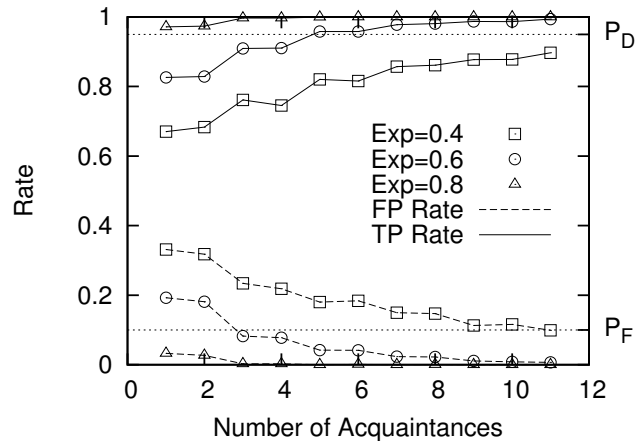 1
P_D
0.8
Exp=0.4
0.6
Exp=0.6
Exp=0.8
Rate
FP Rate
0.4
TP Rate
0.2
P_F
0
0 2 4 6 8 10 12
Number of Acquaintances